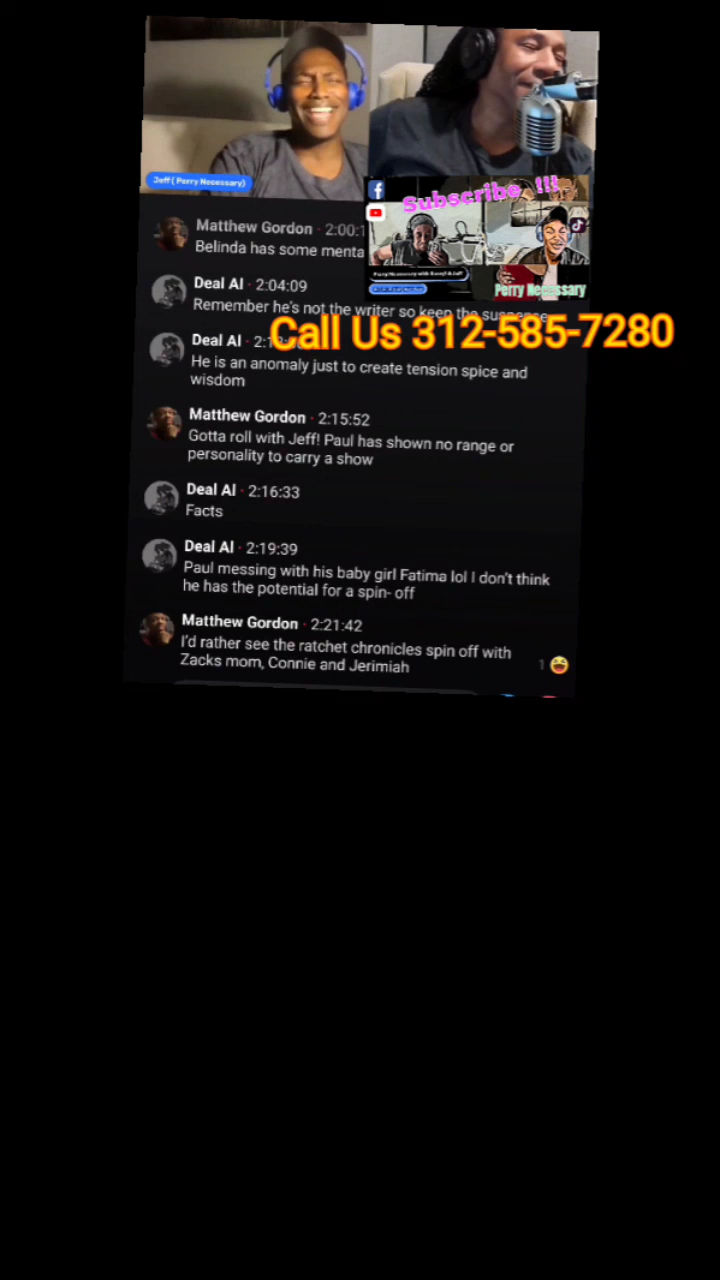 Jeff ( Perry Necessary)
Subscribe !!!
Perry Necessary
Matthew Gordon · 2:00:1
Belinda has some menta
Deal Al · 2:04:09
Remember he's not the writer so keep the suspense
Call Us 312-585-7280
Deal Al
He is an anomaly just to create tension spice and
wisdom
Matthew Gordon · 2:15:52
Gotta roll with Jeff! Paul has shown no range or
personality to carry a show
Deal Al · 2:16:33
Facts
Deal Al · 2:19:39
Paul messing with his baby girl Fatima lol I don't think
he has the potential for a spin- off
Matthew Gordon · 2:21:42
I'd rather see the ratchet chronicles spin off with
Zacks mom, Connie and Jerimiah
1